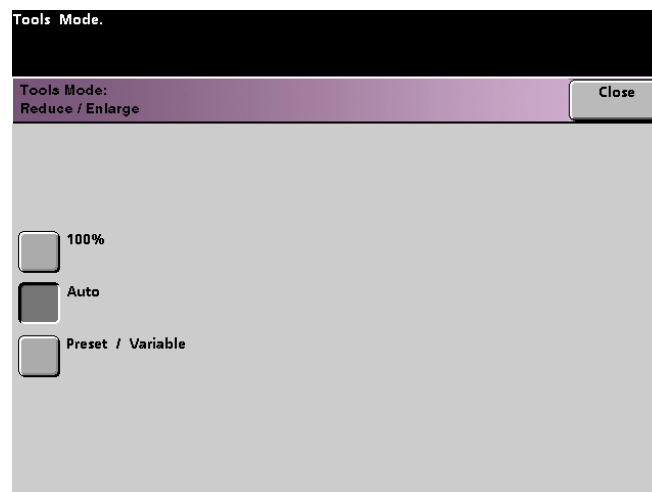 Tools Mode.
Tools Mode:
Reduce / Enlarge
Close
100%
Auto
Preset / Variable